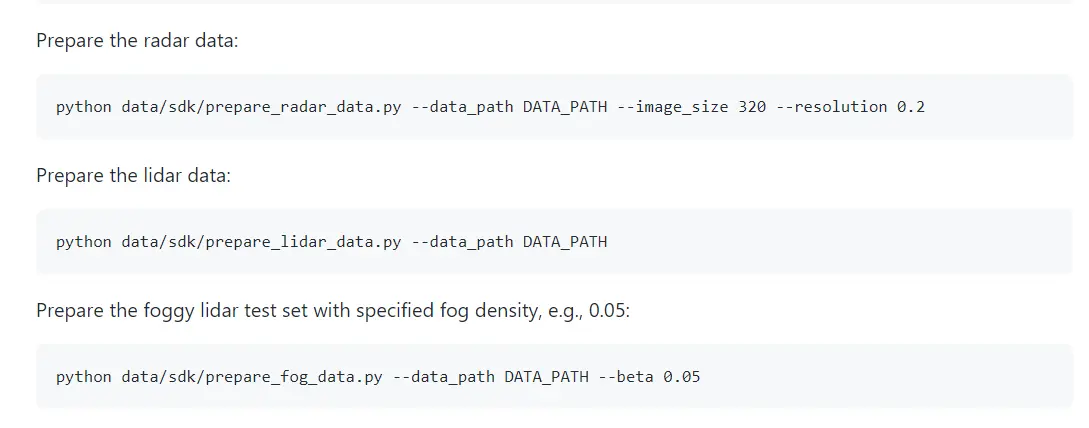 Prepare the radar data:
python data/sdk/prepare_radar_data.py --data_path DATA_PATH --image_size 320 --resolution 0.2
Prepare the lidar data:
python data/sdk/prepare_lidar_data.py --data_path DATA_PATH
Prepare the foggy lidar test set with specified fog density, e.g., 0.05:
python data/sdk/prepare_fog_data.py --data_path DATA_PATH --beta 0.05